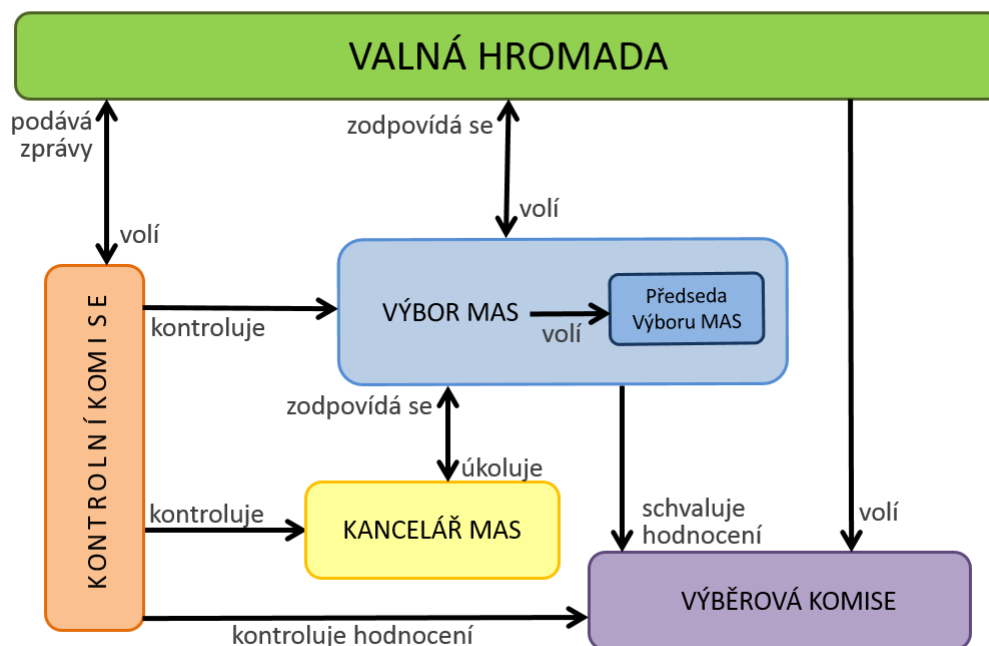 VALNÁ HROMADA
podává
zprávy
zodpovídá se
volí
volí
KONTROLNÍ KOMISE
kontroluje
VÝBOR MAS
volí
Předseda
Výboru MAS
zodpovídá se
úkoluje
kontroluje
KANCELÁŘ MAS
schvaluje
hodnocení
volí
VÝBĚROVÁ KOMISE
kontroluje hodnocení